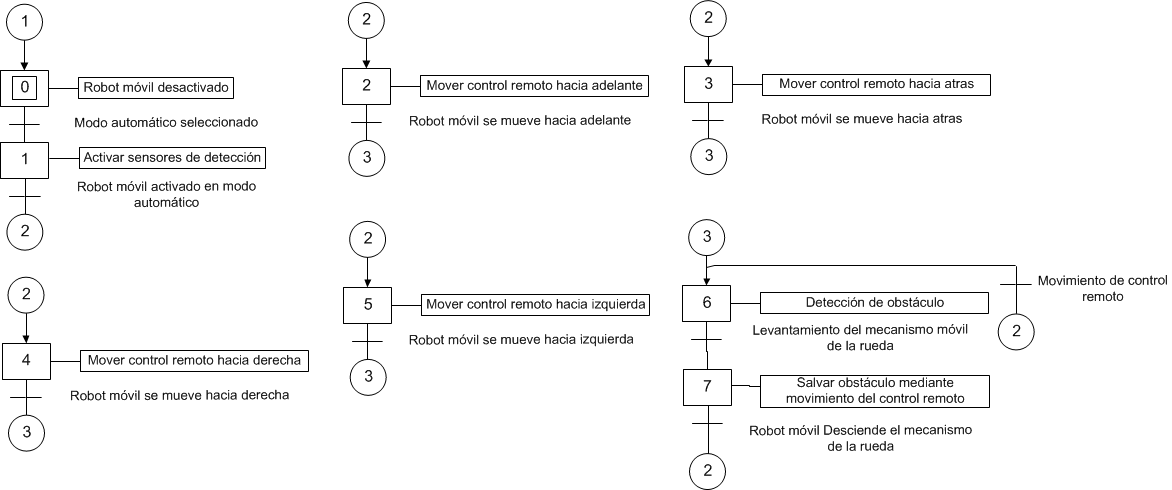 1
0
Robot móvil desactivado
Modo automático seleccionado
1
Activar sensores de detección
Robot móvil activado en modo
automático
2
2
2
Mover control remoto hacia adelante
Robot móvil se mueve hacia adelante
3
2
3
Mover control remoto hacia atras
Robot móvil se mueve hacia atras
3
2
4
Mover control remoto hacia derecha
Robot móvil se mueve hacia derecha
3
2
5
Mover control remoto hacia izquierda
Robot móvil se mueve hacia izquierda
3
3
Movimiento de control
remoto
2
6
Detección de obstáculo
Levantamiento del mecanismo móvil
de la rueda
7
Salvar obstáculo mediante
movimiento del control remoto
Robot móvil Desciende el mecanismo
de la rueda
2